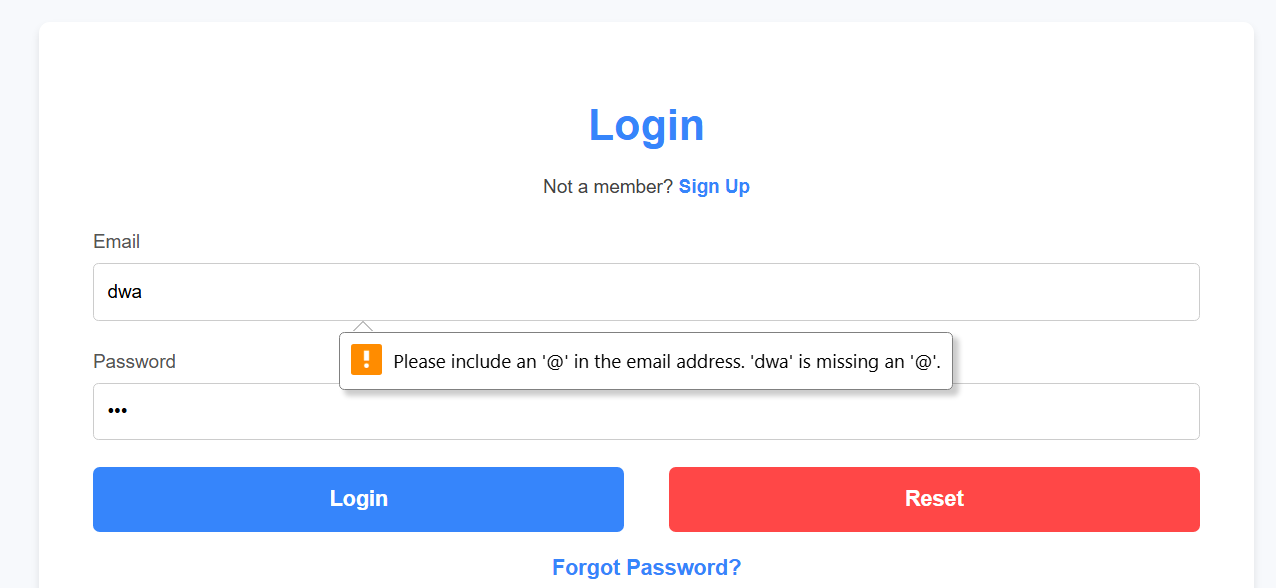 Login
Not a member? Sign Up
Email
dwa
Please include an '@' in the email address. 'dwa' is missing an '@'.
Password
•••
Login
Reset
Forgot Password?